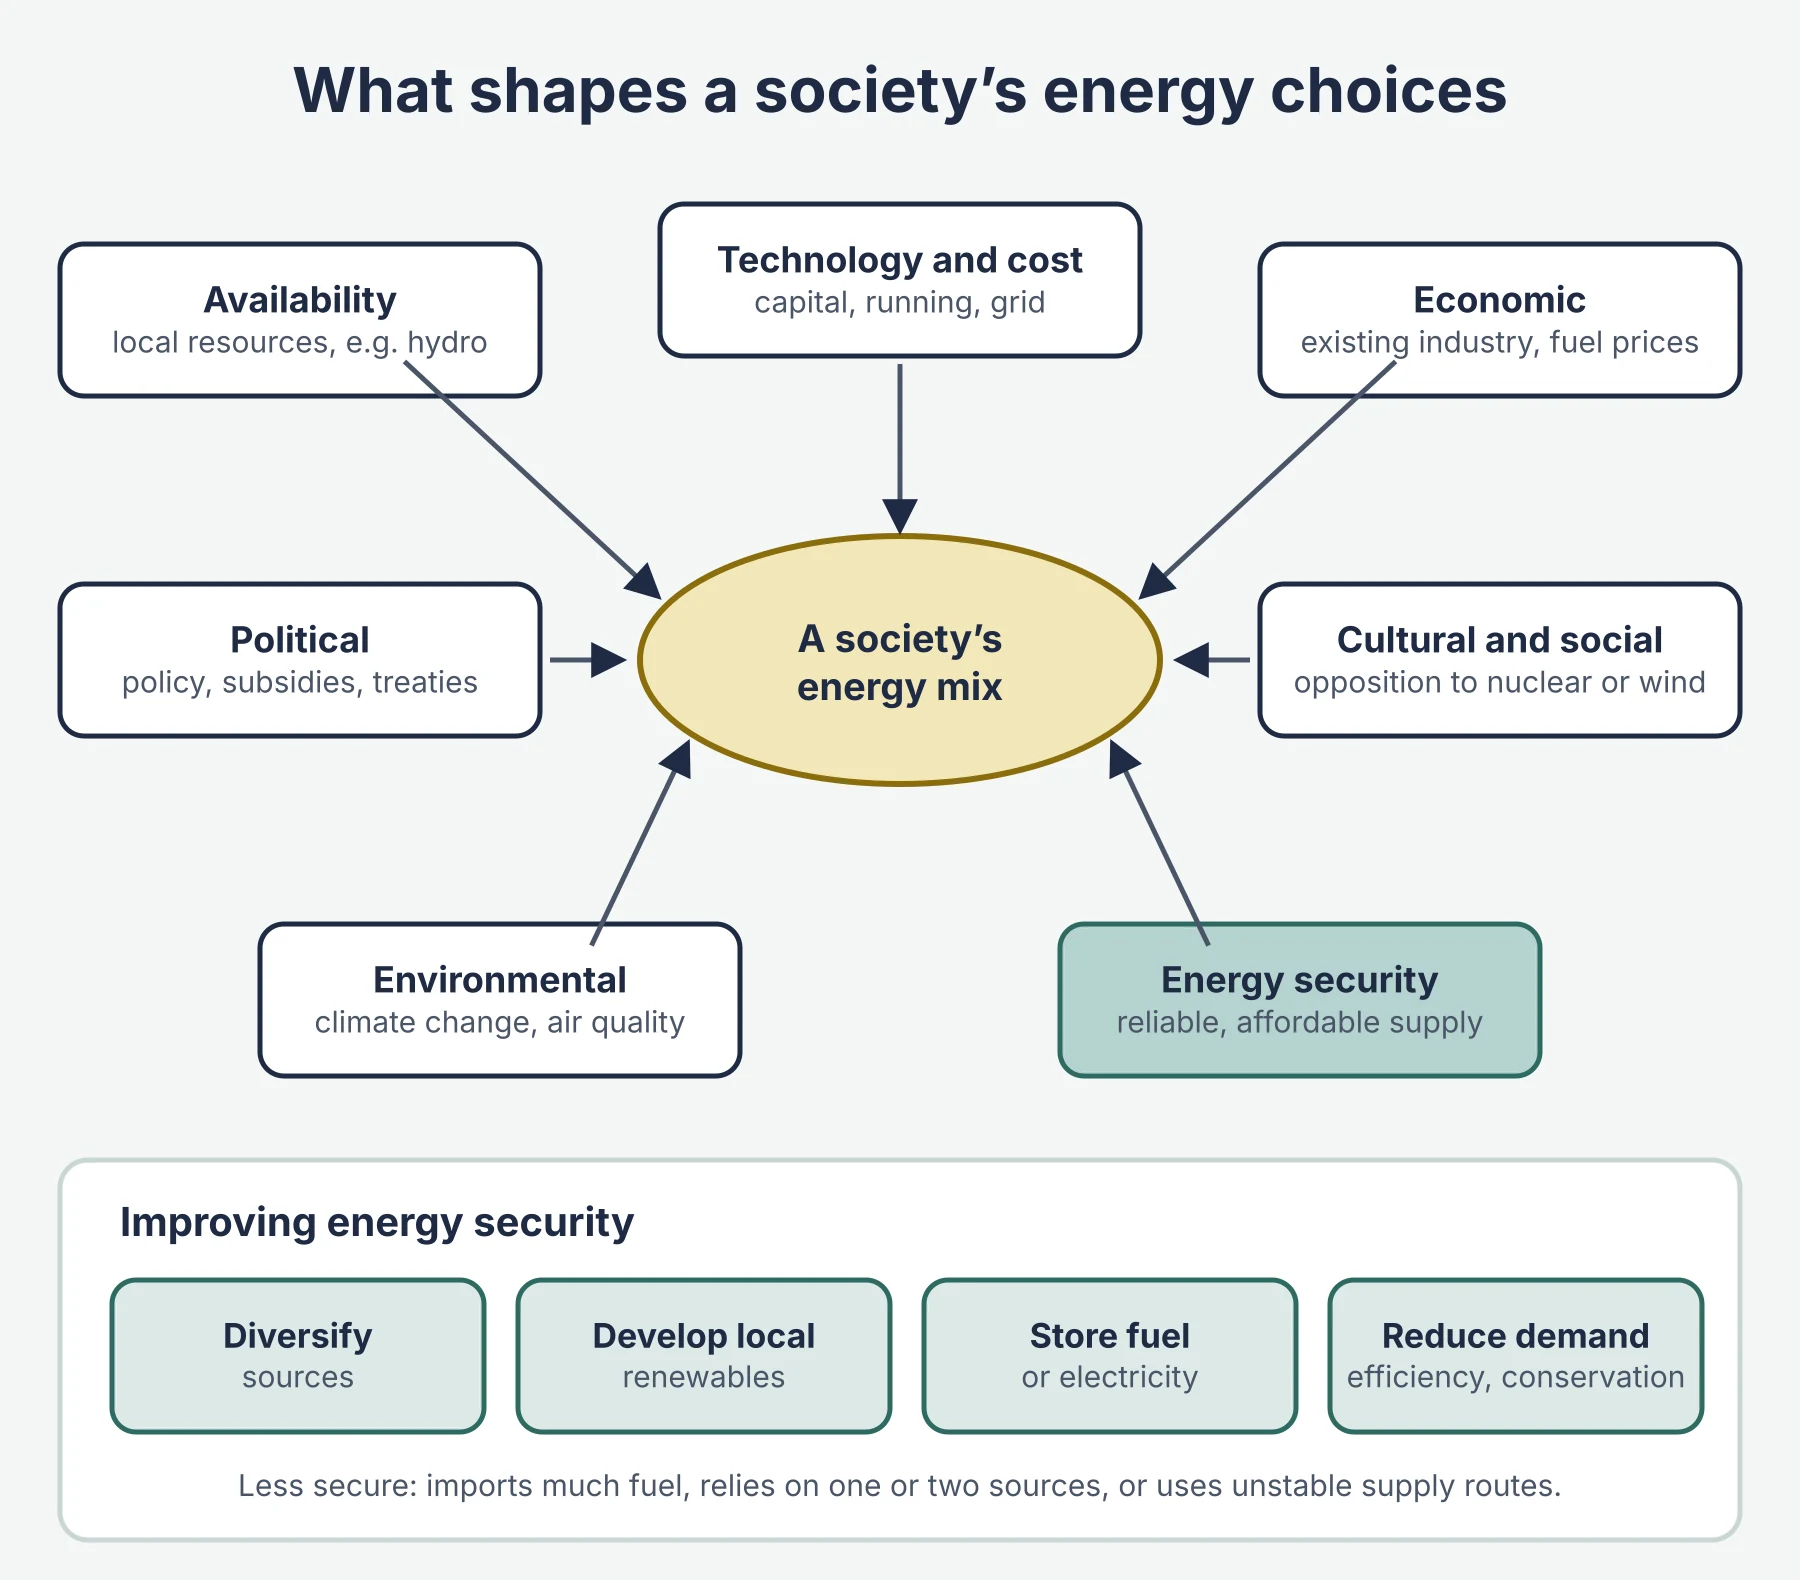 What shapes a society’s energy choices
Technology and cost
capital, running, grid
Availability
local resources, e.g. hydro
Economic
existing industry, fuel prices
Political
policy, subsidies, treaties
A society’s
energy mix
Cultural and social
opposition to nuclear or wind
Environmental
climate change, air quality
Energy security
reliable, affordable supply
Improving energy security
Diversify
sources
Develop local
renewables
Store fuel
or electricity
Reduce demand
efficiency, conservation
Less secure: imports much fuel, relies on one or two sources, or uses unstable supply routes.